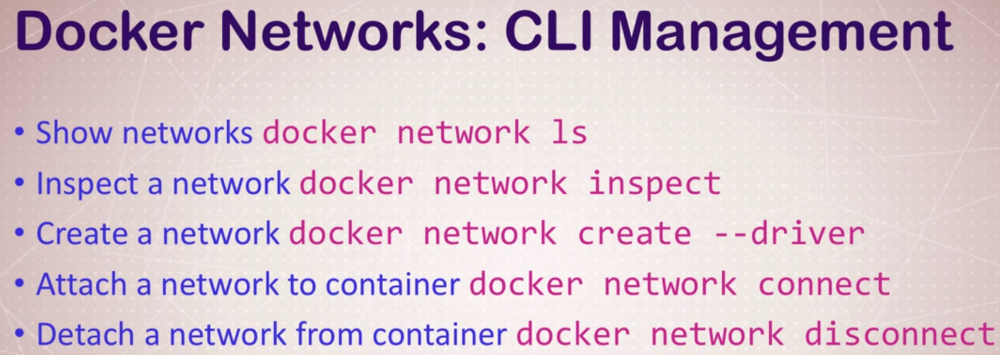 Docker Networks: CLI Management
• Show networks docker network ls
• Inspect a network docker network inspect
• Create a network docker network create --driver
• Attach a network to container docker network connect
• Detach a network from container docker network disconnect